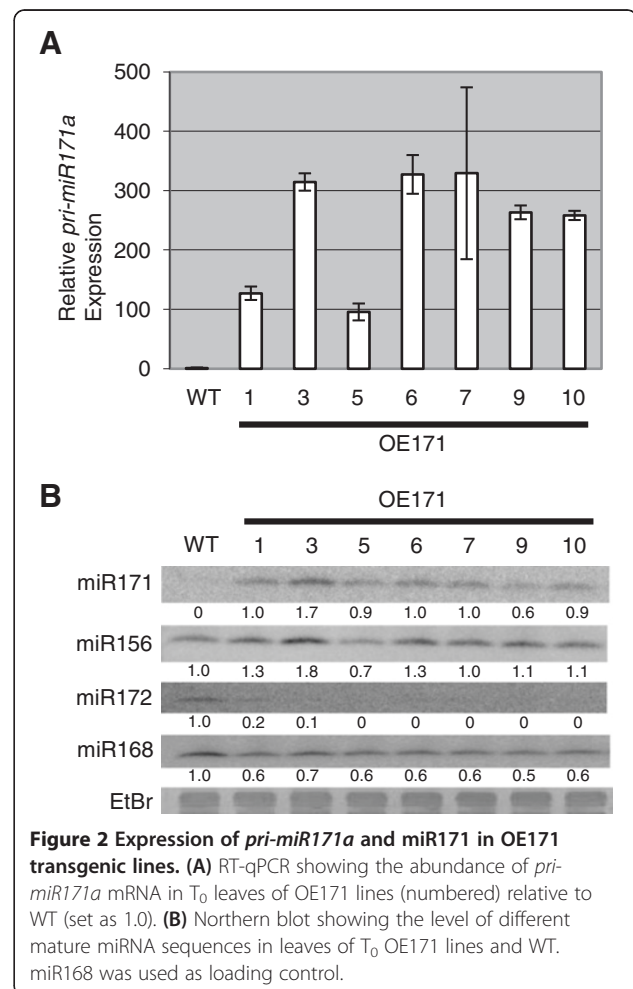 A
500
400
300
200
100
0
Relative pri-miR171a
Expression
WT 1 3 5 6 7 9 10
OE171
B
OE171
WT 1 3 5 6 7 9 10
miR171
0 1.0 1.7 0.9 1.0 1.0 0.6 0.9
miR156
1.0 1.3 1.8 0.7 1.3 1.0 1.1 1.1
miR172
1.0 0.2 0.1 0 0 0 0 0
miR168
1.0 0.6 0.7 0.6 0.6 0.6 0.5 0.6
EtBr
Figure 2 Expression of pri-miR171a and miR171 in OE171
transgenic lines. (A) RT-qPCR showing the abundance of pri-
miR171a mRNA in T0 leaves of OE171 lines (numbered) relative to
WT (set as 1.0). (B) Northern blot showing the level of different
mature miRNA sequences in leaves of T0 OE171 lines and WT.
miR168 was used as loading control.